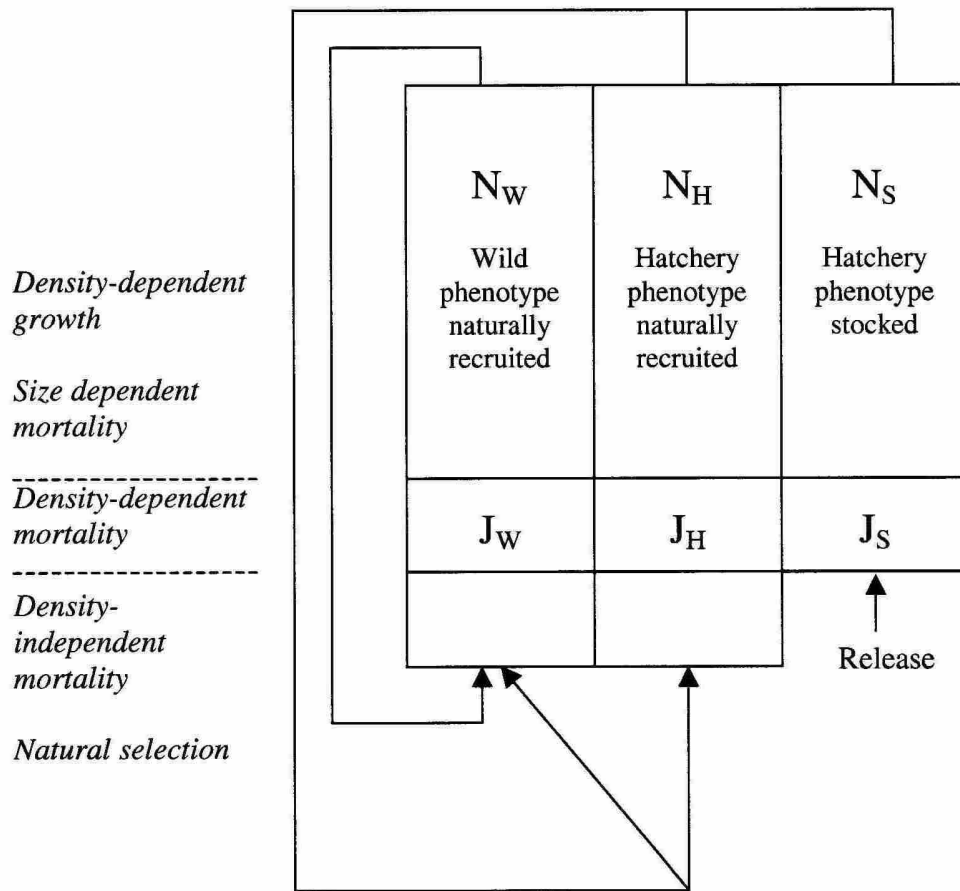 N_W
N_H
N_S
Wild
phenotype
naturally
recruited
Hatchery
phenotype
naturally
recruited
Hatchery
phenotype
stocked
Density-dependent
growth
Size dependent
mortality
Density-dependent
mortality
J_W
J_H
J_S
Density-
independent
mortality
Release
Natural selection